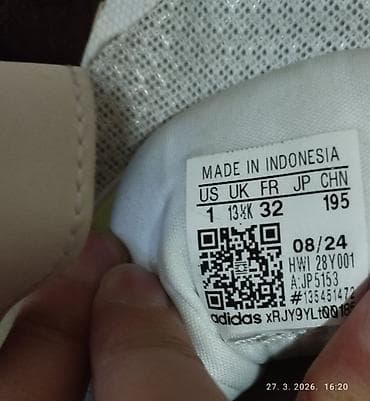 MADE IN INDONESIA
US UK FR JP CHN
1 13½K 32 195
08/24
HWI 28Y001
A:JP5153
#135451472
adidas xRJY9YLt0018
27. 3. 2026. 16:20